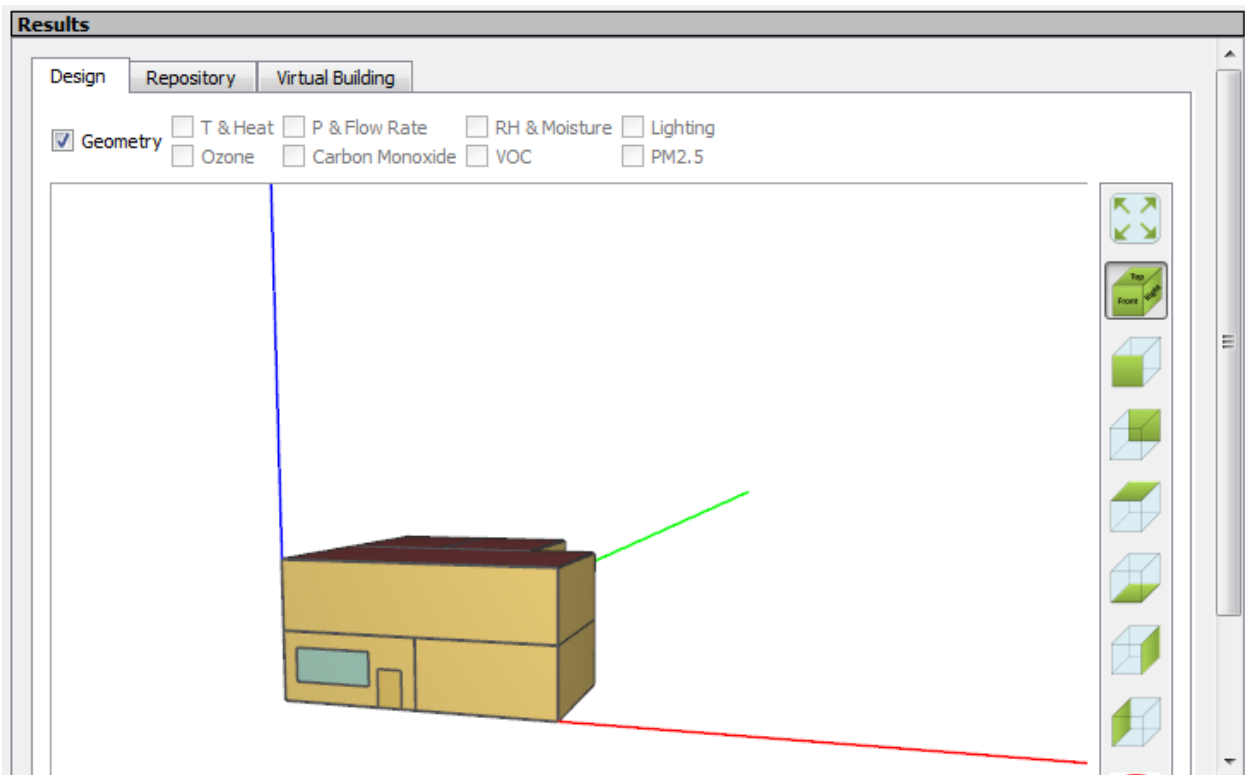 Results
Design Repository Virtual Building
Geometry T & Heat P & Flow Rate RH & Moisture Lighting
Ozone Carbon Monoxide VOC PM2.5
Top
Front Right